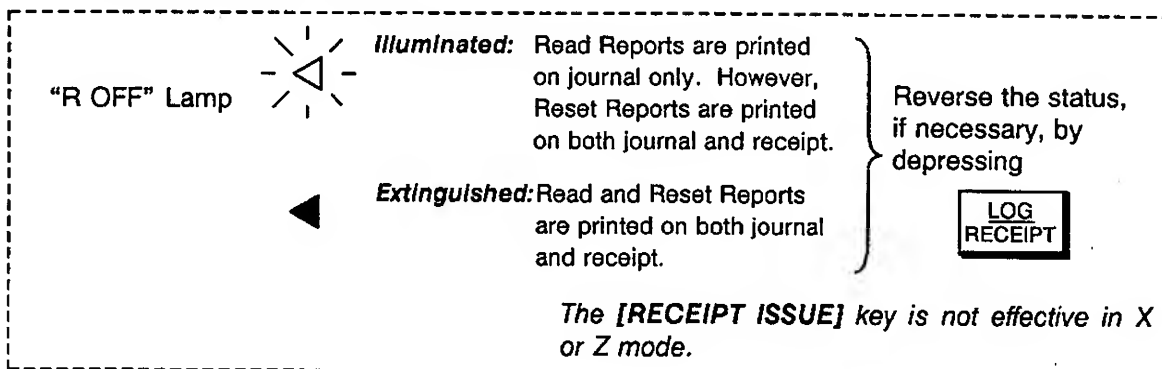 "R OFF" Lamp
Illuminated: Read Reports are printed
on journal only. However,
Reset Reports are printed
on both journal and receipt.
Extinguished: Read and Reset Reports
are printed on both journal
and receipt.
Reverse the status,
if necessary, by
depressing
LOG
RECEIPT
The [RECEIPT ISSUE] key is not effective in X
or Z mode.